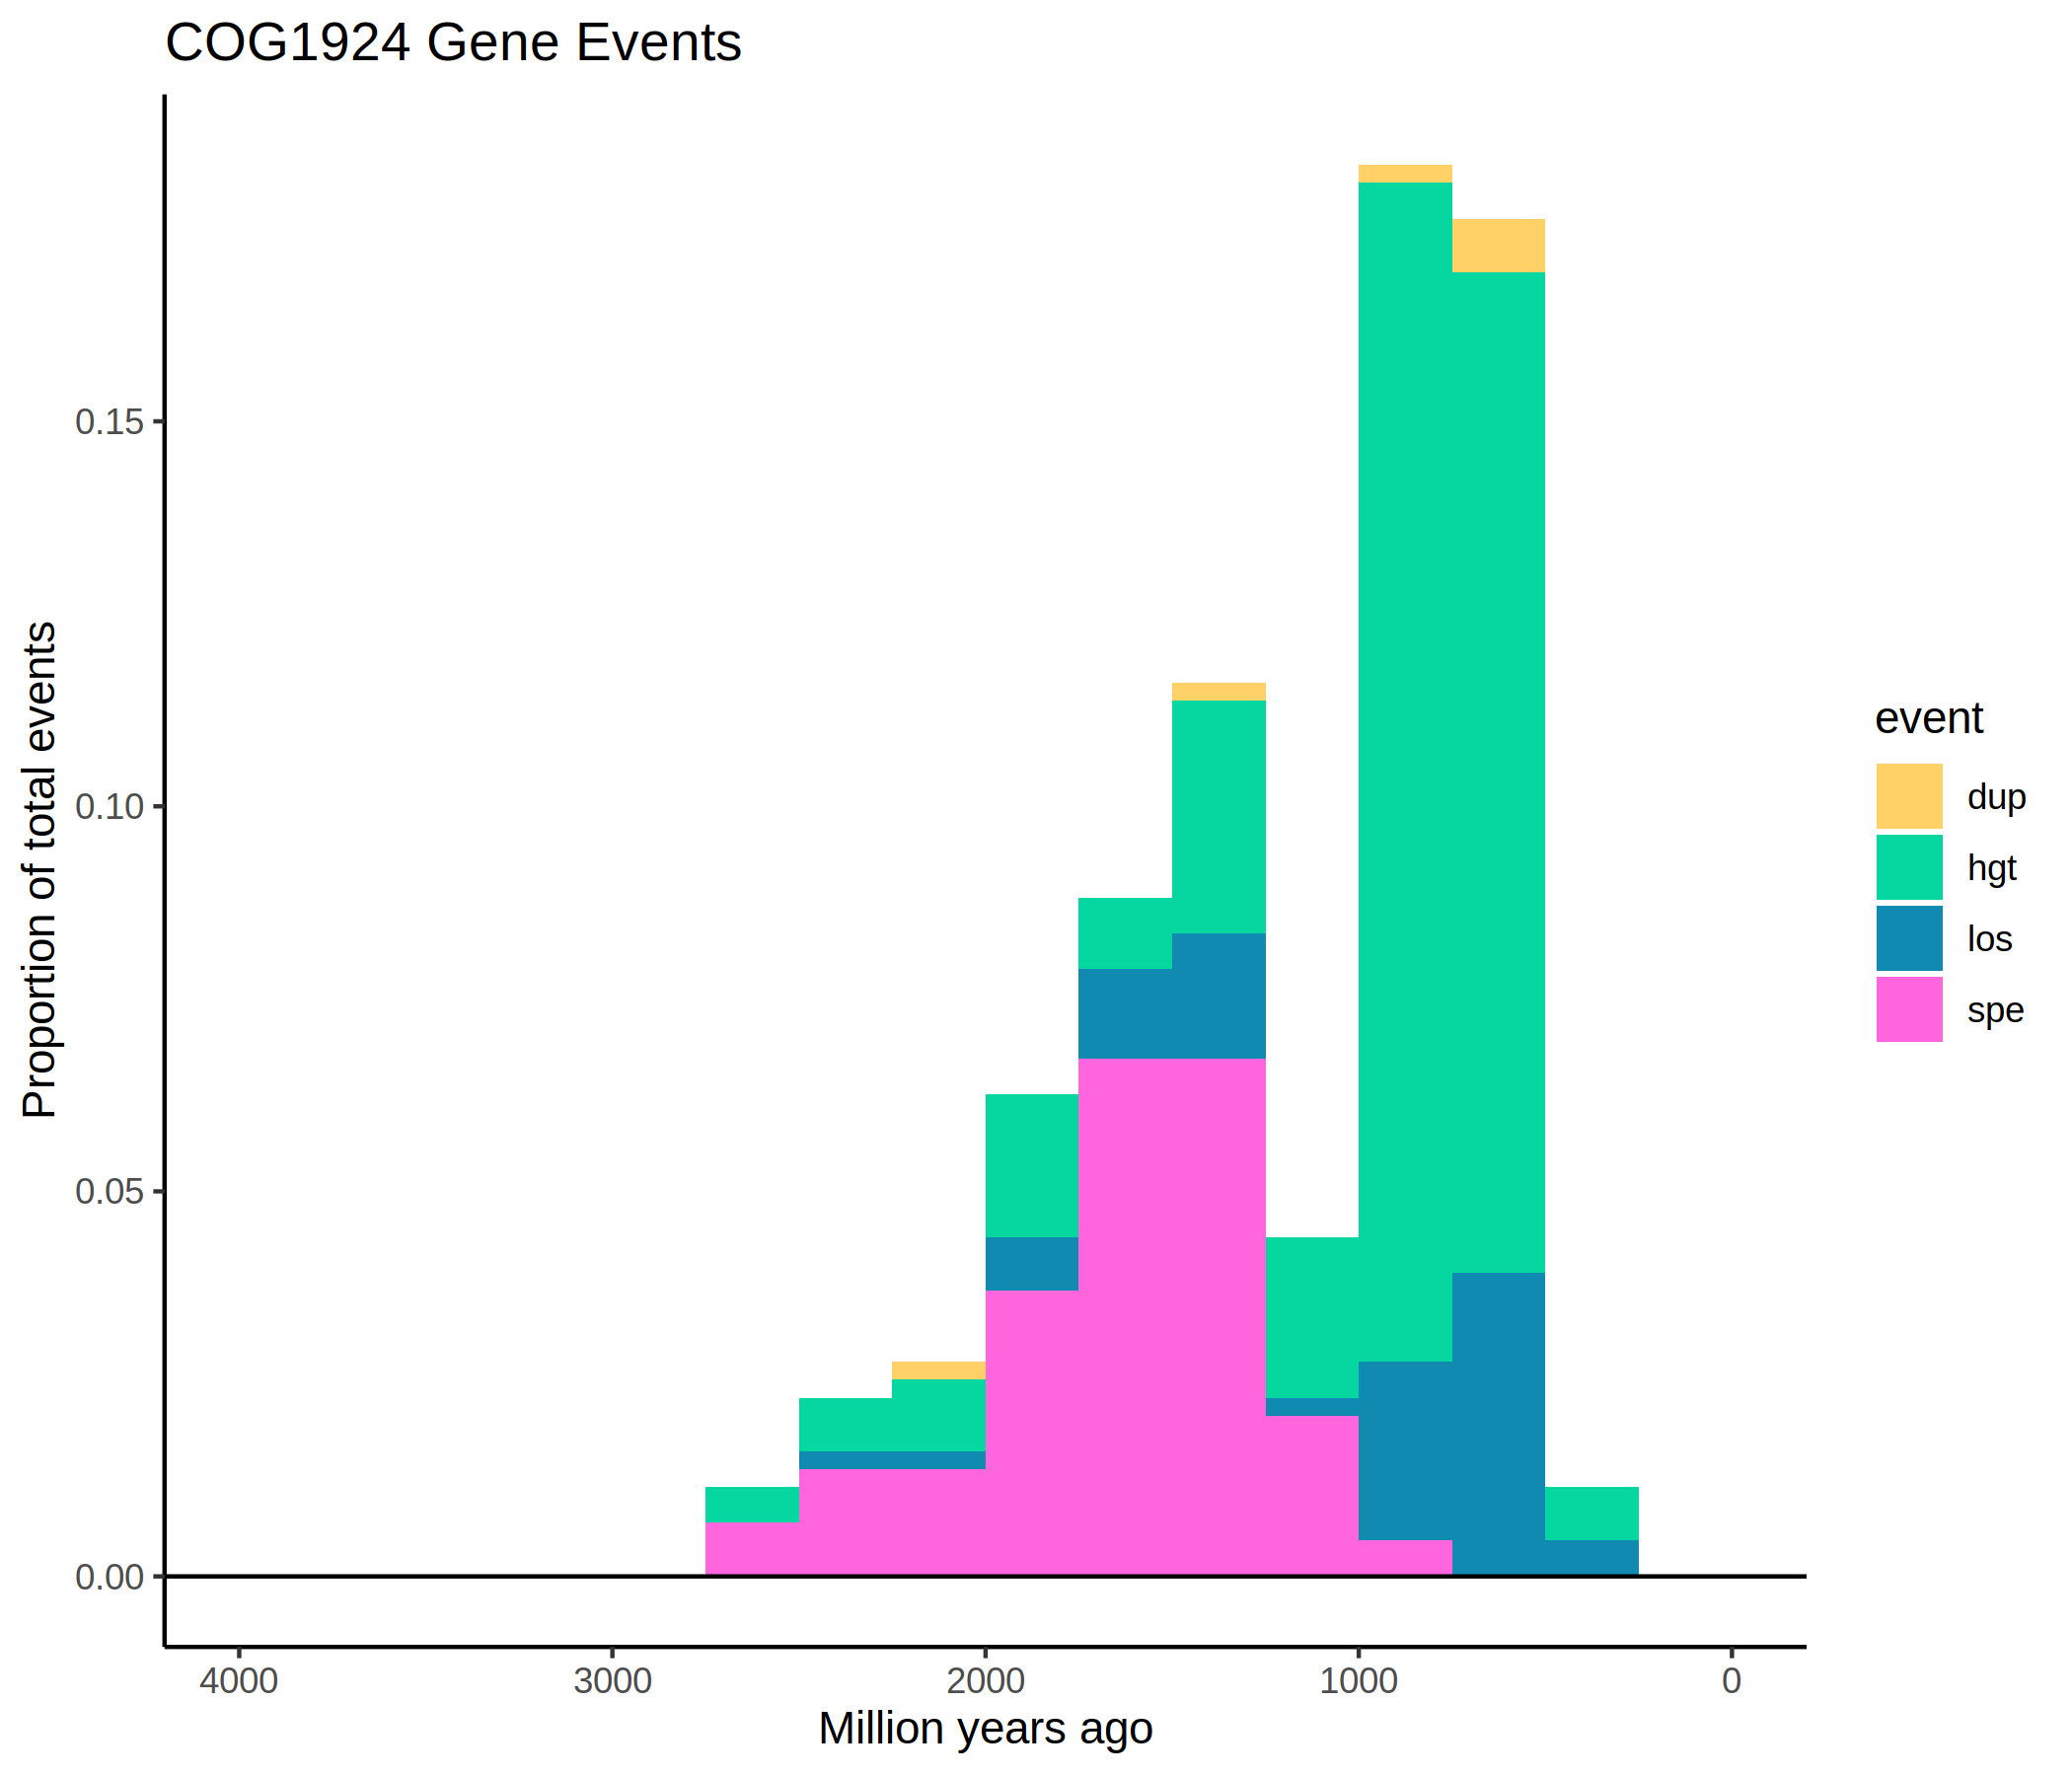 COG1924 Gene Events
Proportion of total events
0.15
0.10
0.05
0.00
4000 3000 2000 1000 0
Million years ago
event
dup
hgt
los
spe